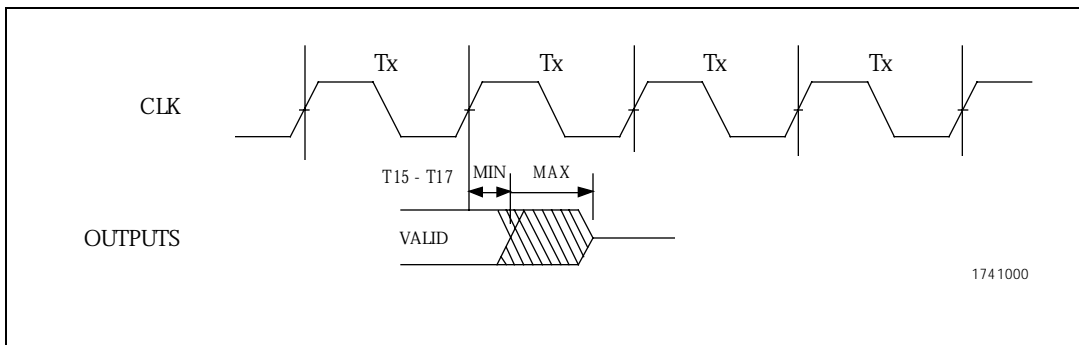 Tx Tx Tx Tx
CLK
T15 - T17 MIN MAX
OUTPUTS VALID
1741000